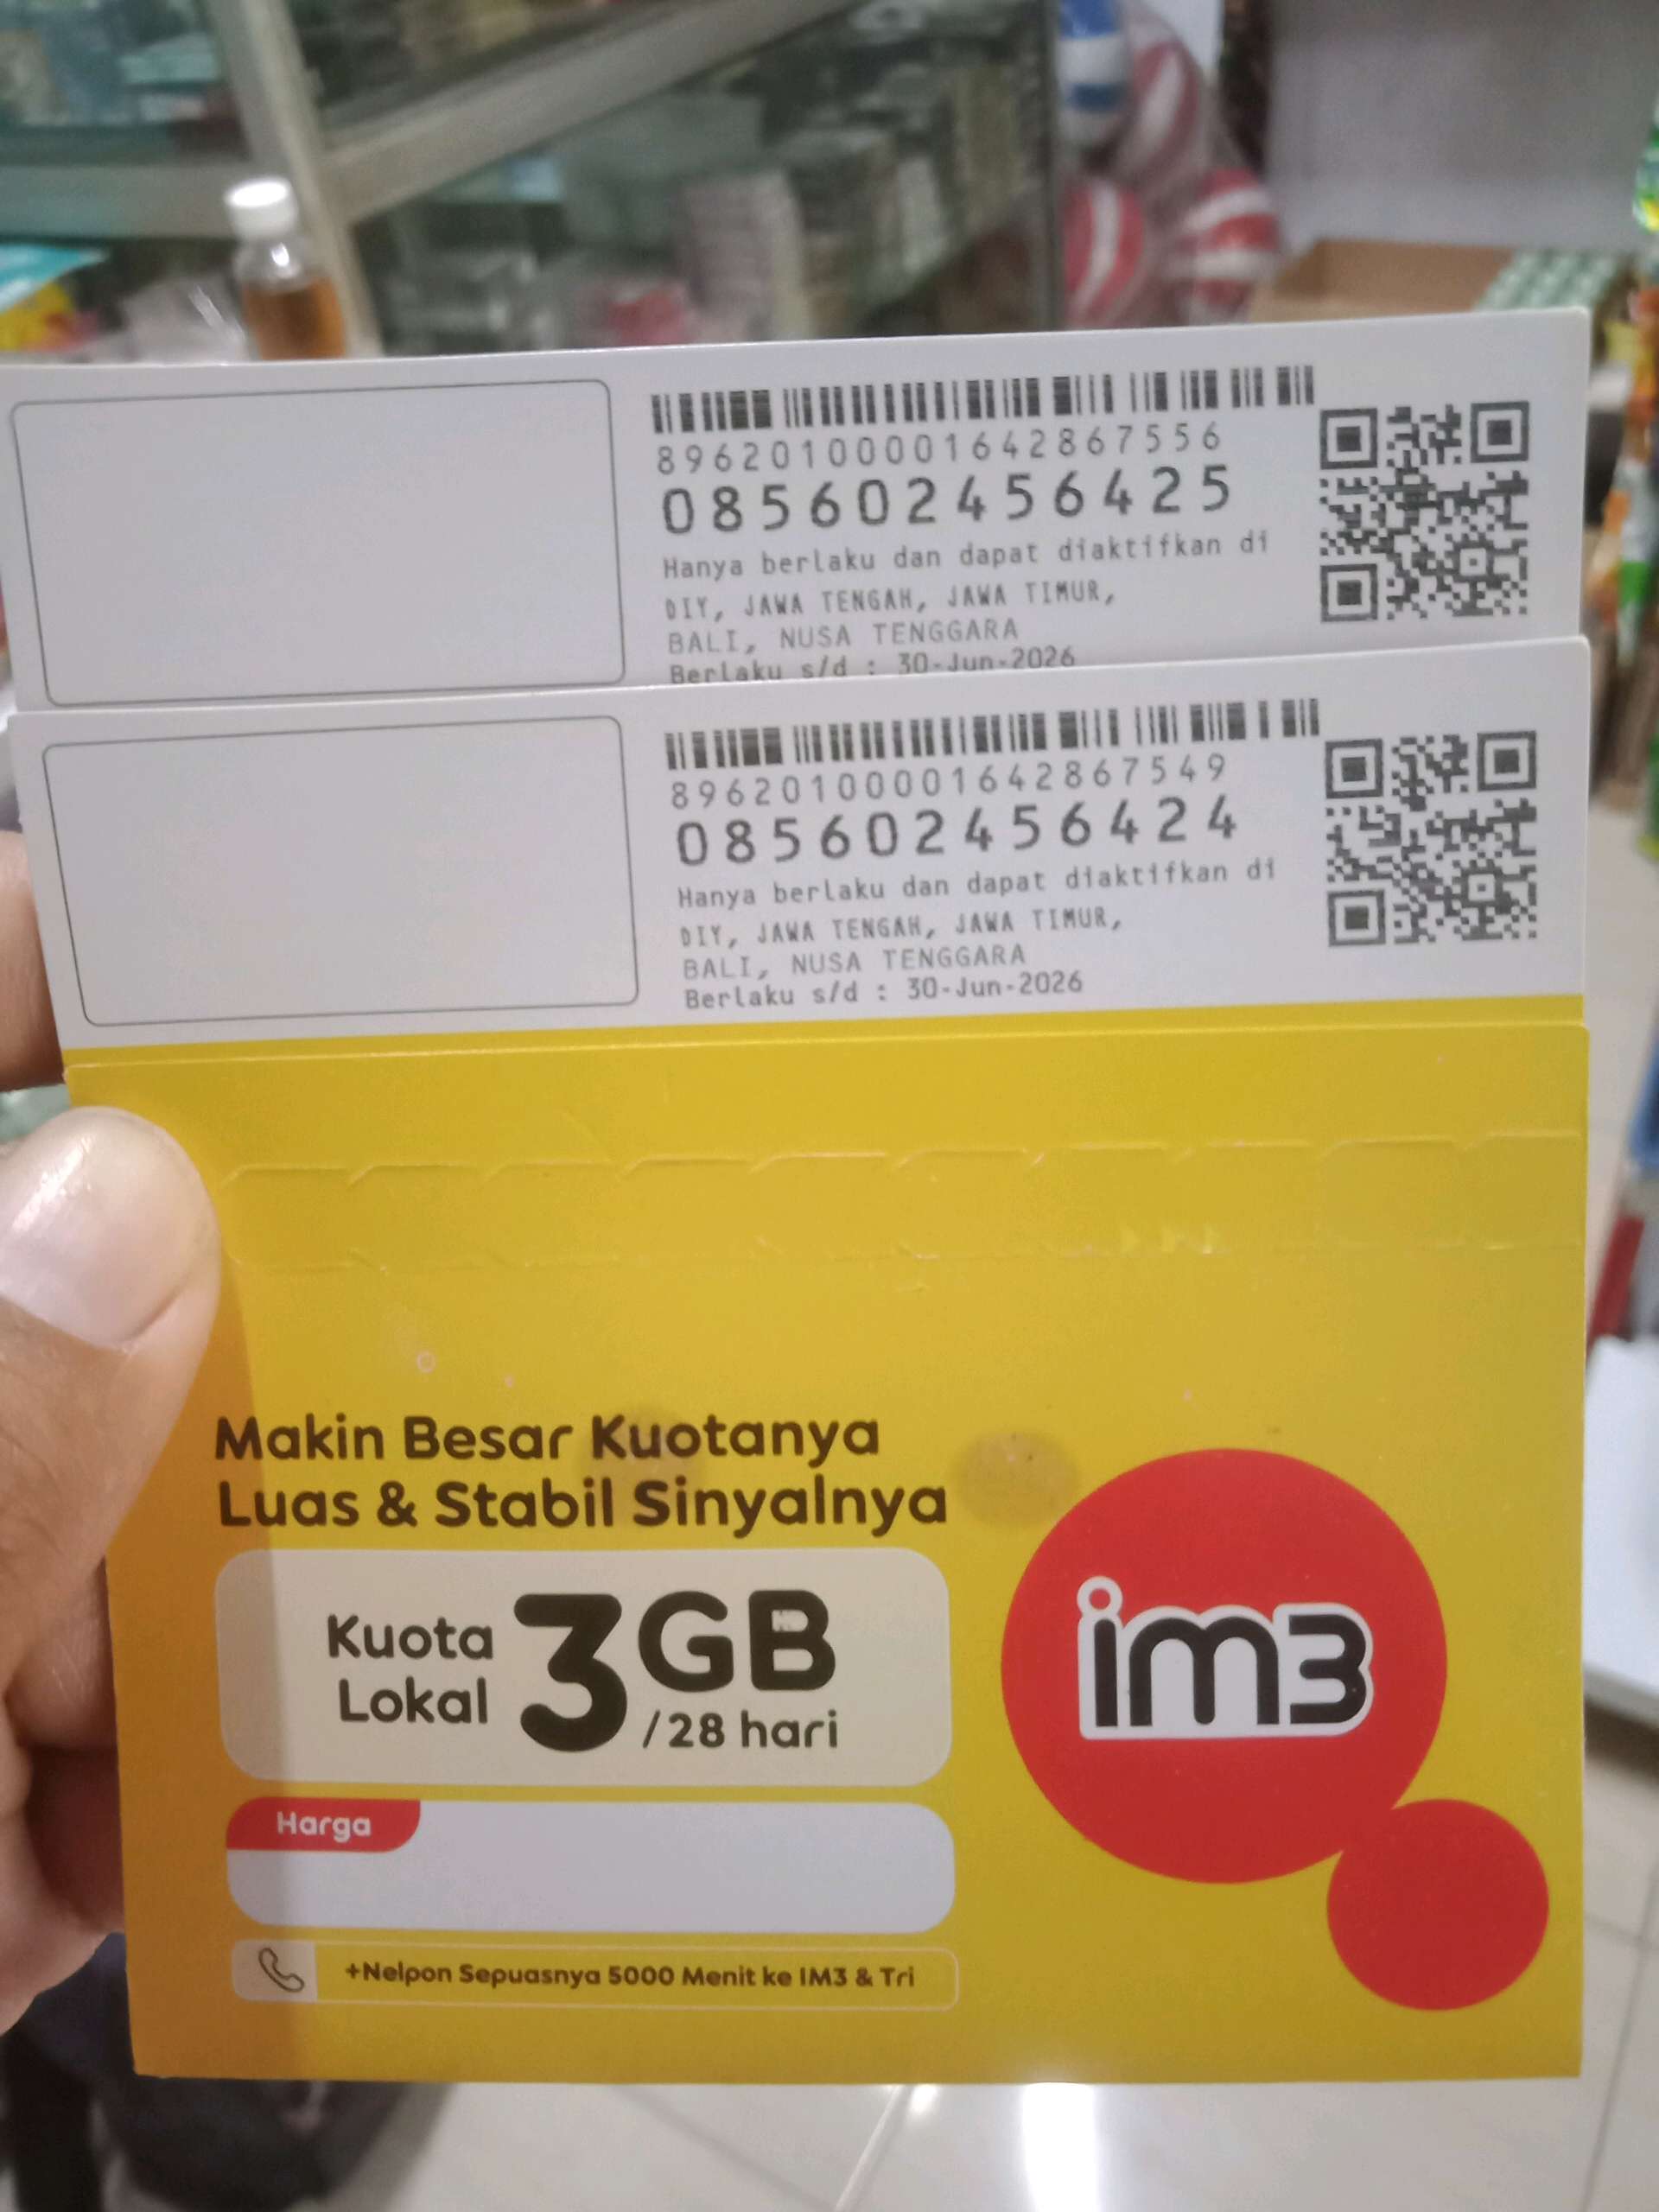 89620100001642867556
085602456425
Hanya berlaku dan dapat diaktifkan di
DIY, JAWA TENGAH, JAWA TIMUR,
BALI, NUSA TENGGARA
Berlaku s/d : 30-Jun-2026
89620100001642867549
085602456424
Hanya berlaku dan dapat diaktifkan di
DIY, JAWA TENGAH, JAWA TIMUR,
BALI, NUSA TENGGARA
Berlaku s/d : 30-Jun-2026
Makin Besar Kuotanya
Luas & Stabil Sinyalnya
Kuota Lokal 3GB
/28 hari
im3
Harga
+Nelpon Sepuasnya 5000 Menit ke IM3 & Tri